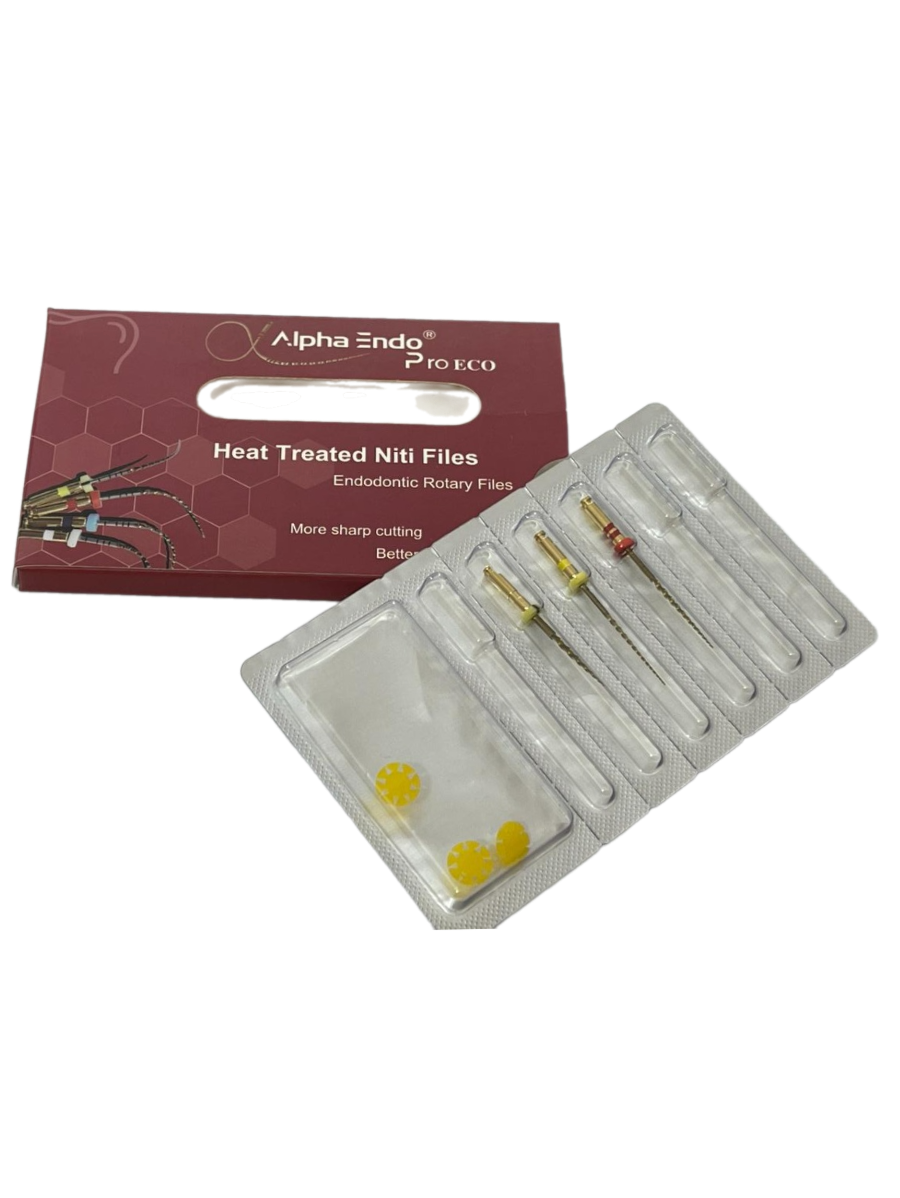 Alpha Endo®
Pro ECO
Heat Treated Niti Files
Endodontic Rotary Files
More sharp cutting
Better